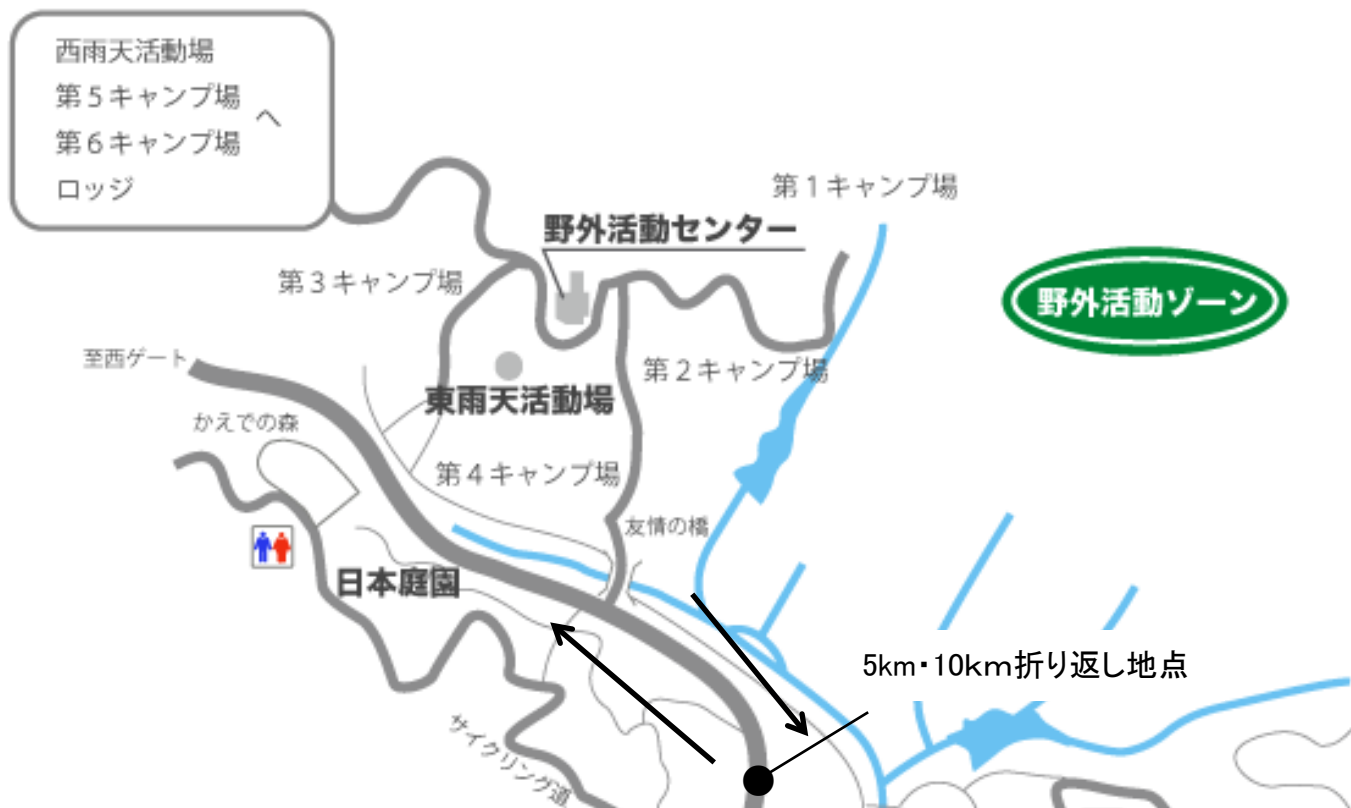 西雨天活動場
第5キャンプ場
へ
第6キャンプ場
ロッジ
第1キャンプ場
野外活動センター
第3キャンプ場
野外活動ゾーン
至西ゲート
第2キャンプ場
東雨天活動場
かえでの森
第4キャンプ場
友情の橋
日本庭園
5km・10km折り返し地点
サイクリング道